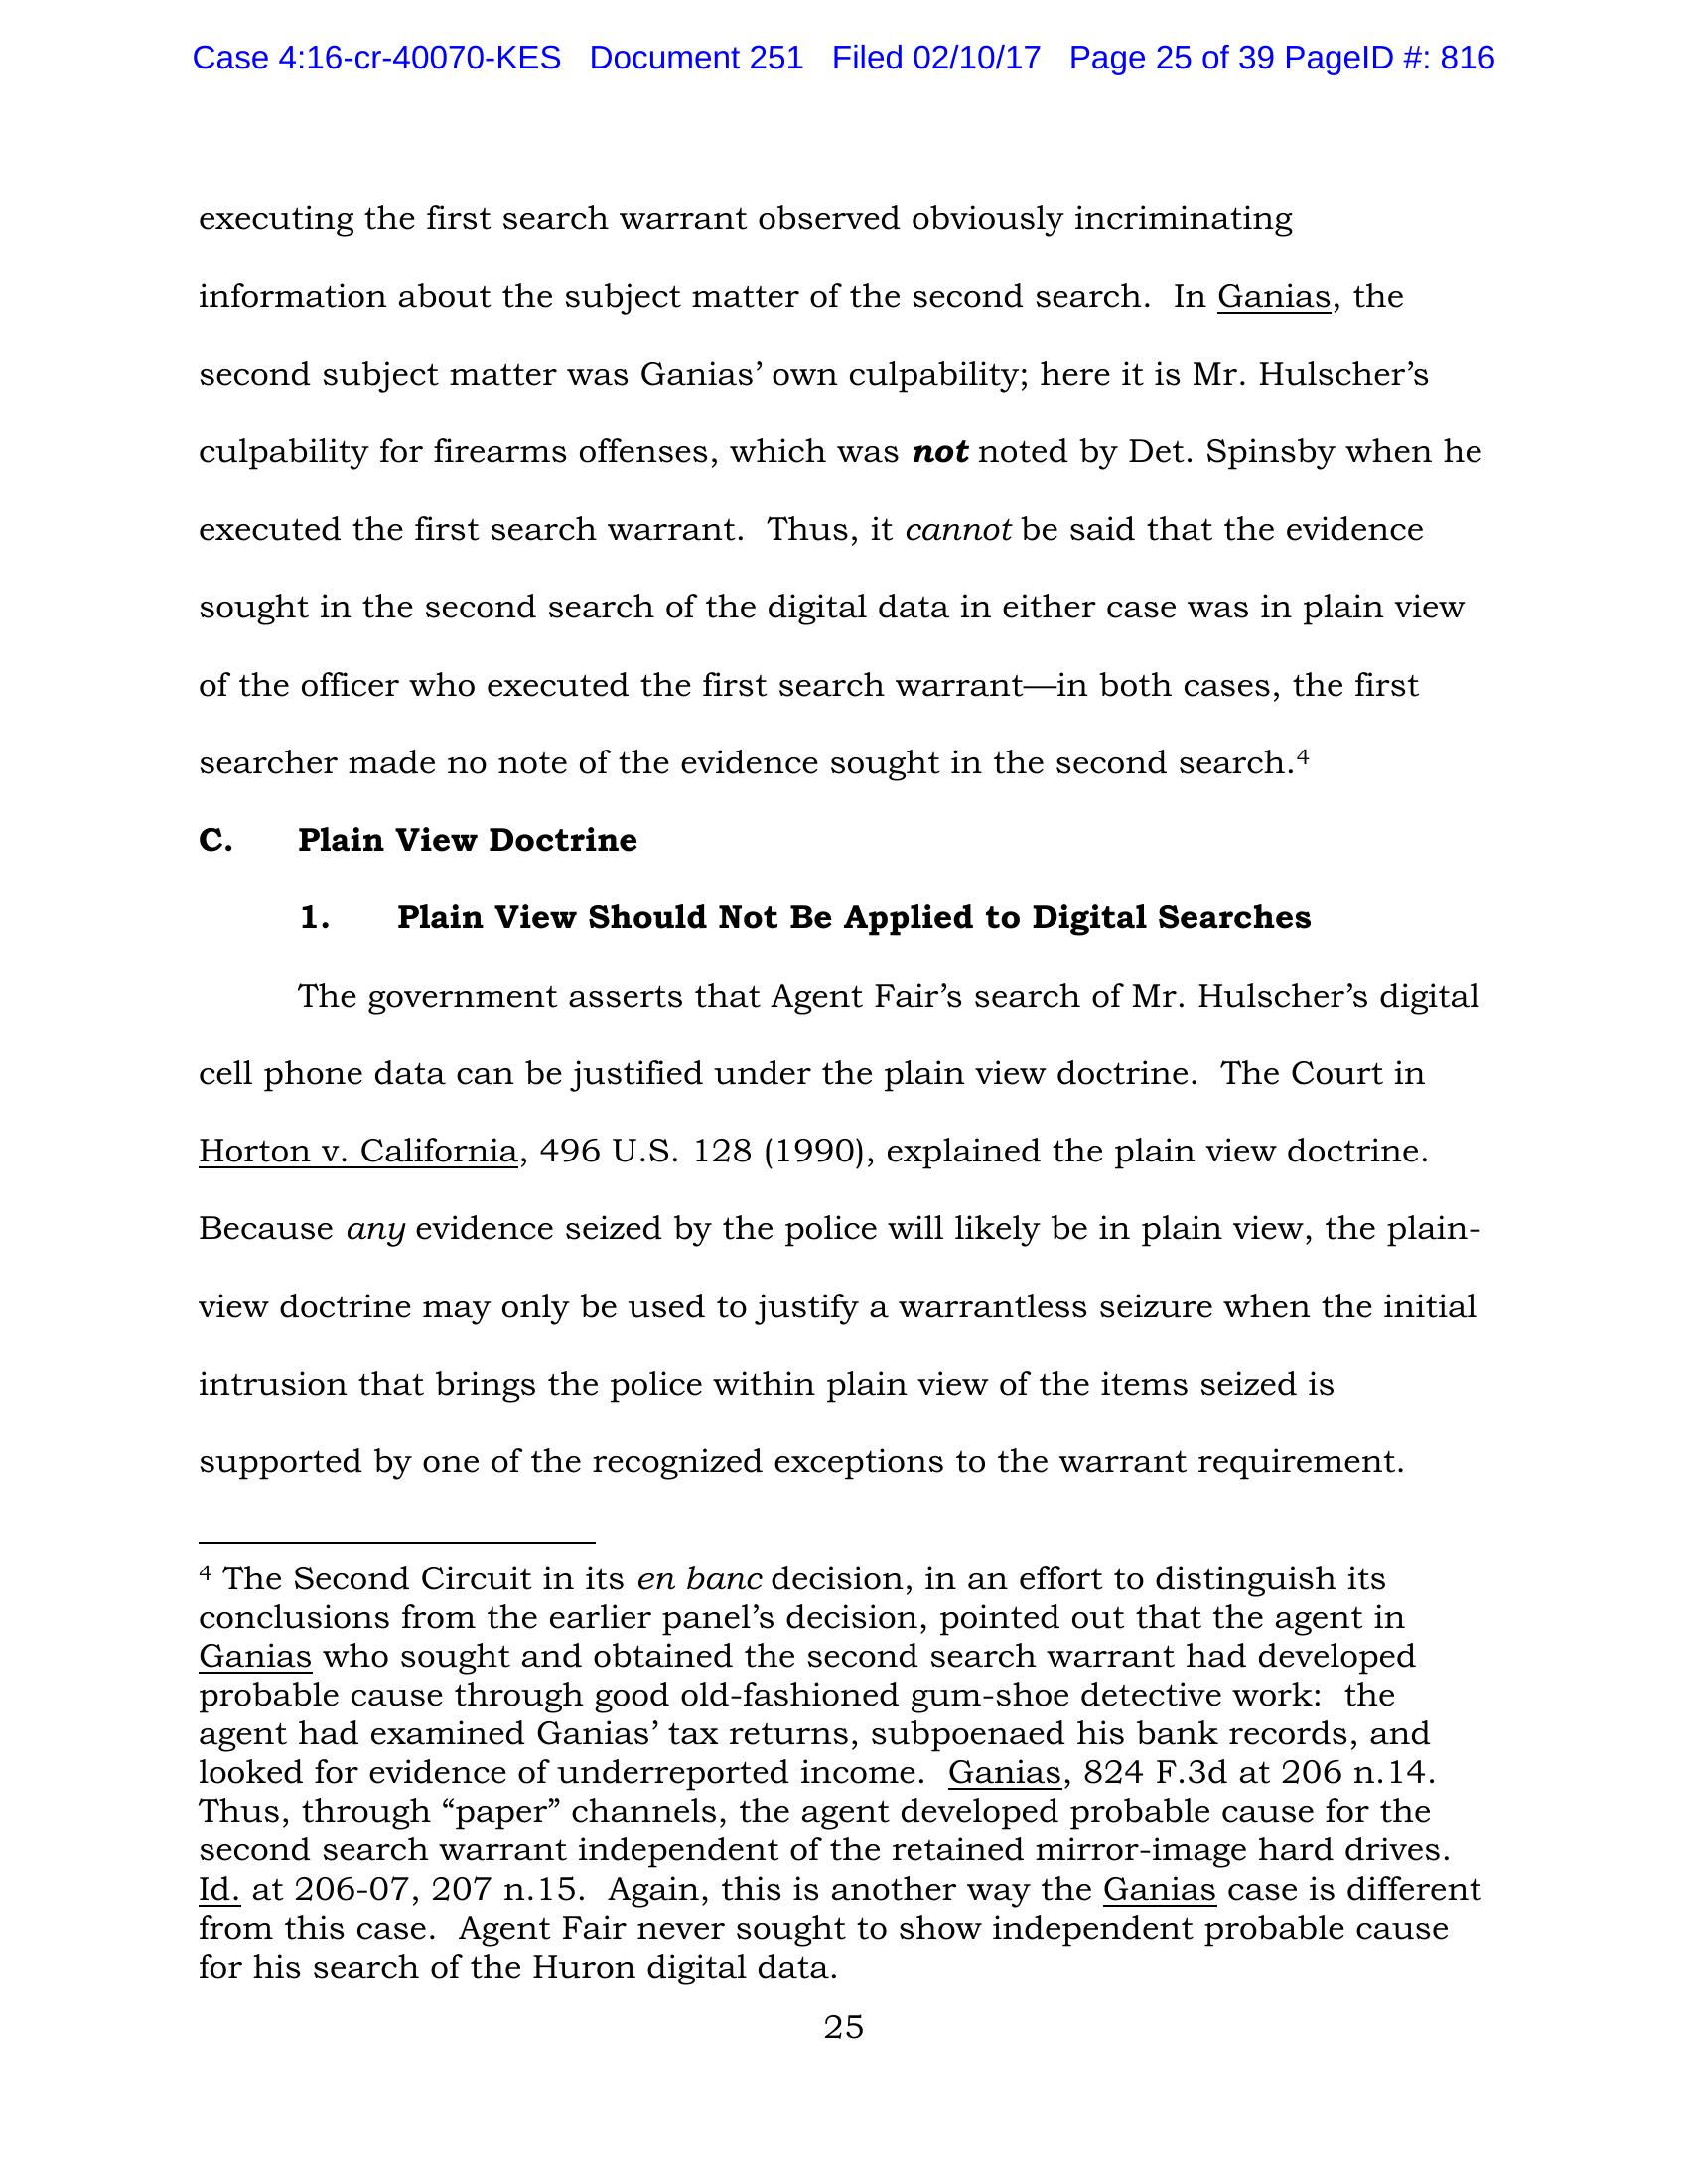 Case 4:16-cr-40070-KES Document 251 Filed 02/10/17 Page 25 of 39 PageID #: 816
executing the first search warrant observed obviously incriminating
information about the subject matter of the second search. In Ganias, the
second subject matter was Ganias’ own culpability; here it is Mr. Hulscher’s
culpability for firearms offenses, which was not noted by Det. Spinsby when he
executed the first search warrant. Thus, it cannot be said that the evidence
sought in the second search of the digital data in either case was in plain view
of the officer who executed the first search warrant—in both cases, the first
searcher made no note of the evidence sought in the second search.4
C. Plain View Doctrine
1. Plain View Should Not Be Applied to Digital Searches
The government asserts that Agent Fair’s search of Mr. Hulscher’s digital
cell phone data can be justified under the plain view doctrine. The Court in
Horton v. California, 496 U.S. 128 (1990), explained the plain view doctrine.
Because any evidence seized by the police will likely be in plain view, the plain-
view doctrine may only be used to justify a warrantless seizure when the initial
intrusion that brings the police within plain view of the items seized is
supported by one of the recognized exceptions to the warrant requirement.
4 The Second Circuit in its en banc decision, in an effort to distinguish its
conclusions from the earlier panel’s decision, pointed out that the agent in
Ganias who sought and obtained the second search warrant had developed
probable cause through good old-fashioned gum-shoe detective work: the
agent had examined Ganias’ tax returns, subpoenaed his bank records, and
looked for evidence of underreported income. Ganias, 824 F.3d at 206 n.14.
Thus, through “paper” channels, the agent developed probable cause for the
second search warrant independent of the retained mirror-image hard drives.
Id. at 206-07, 207 n.15. Again, this is another way the Ganias case is different
from this case. Agent Fair never sought to show independent probable cause
for his search of the Huron digital data.
25